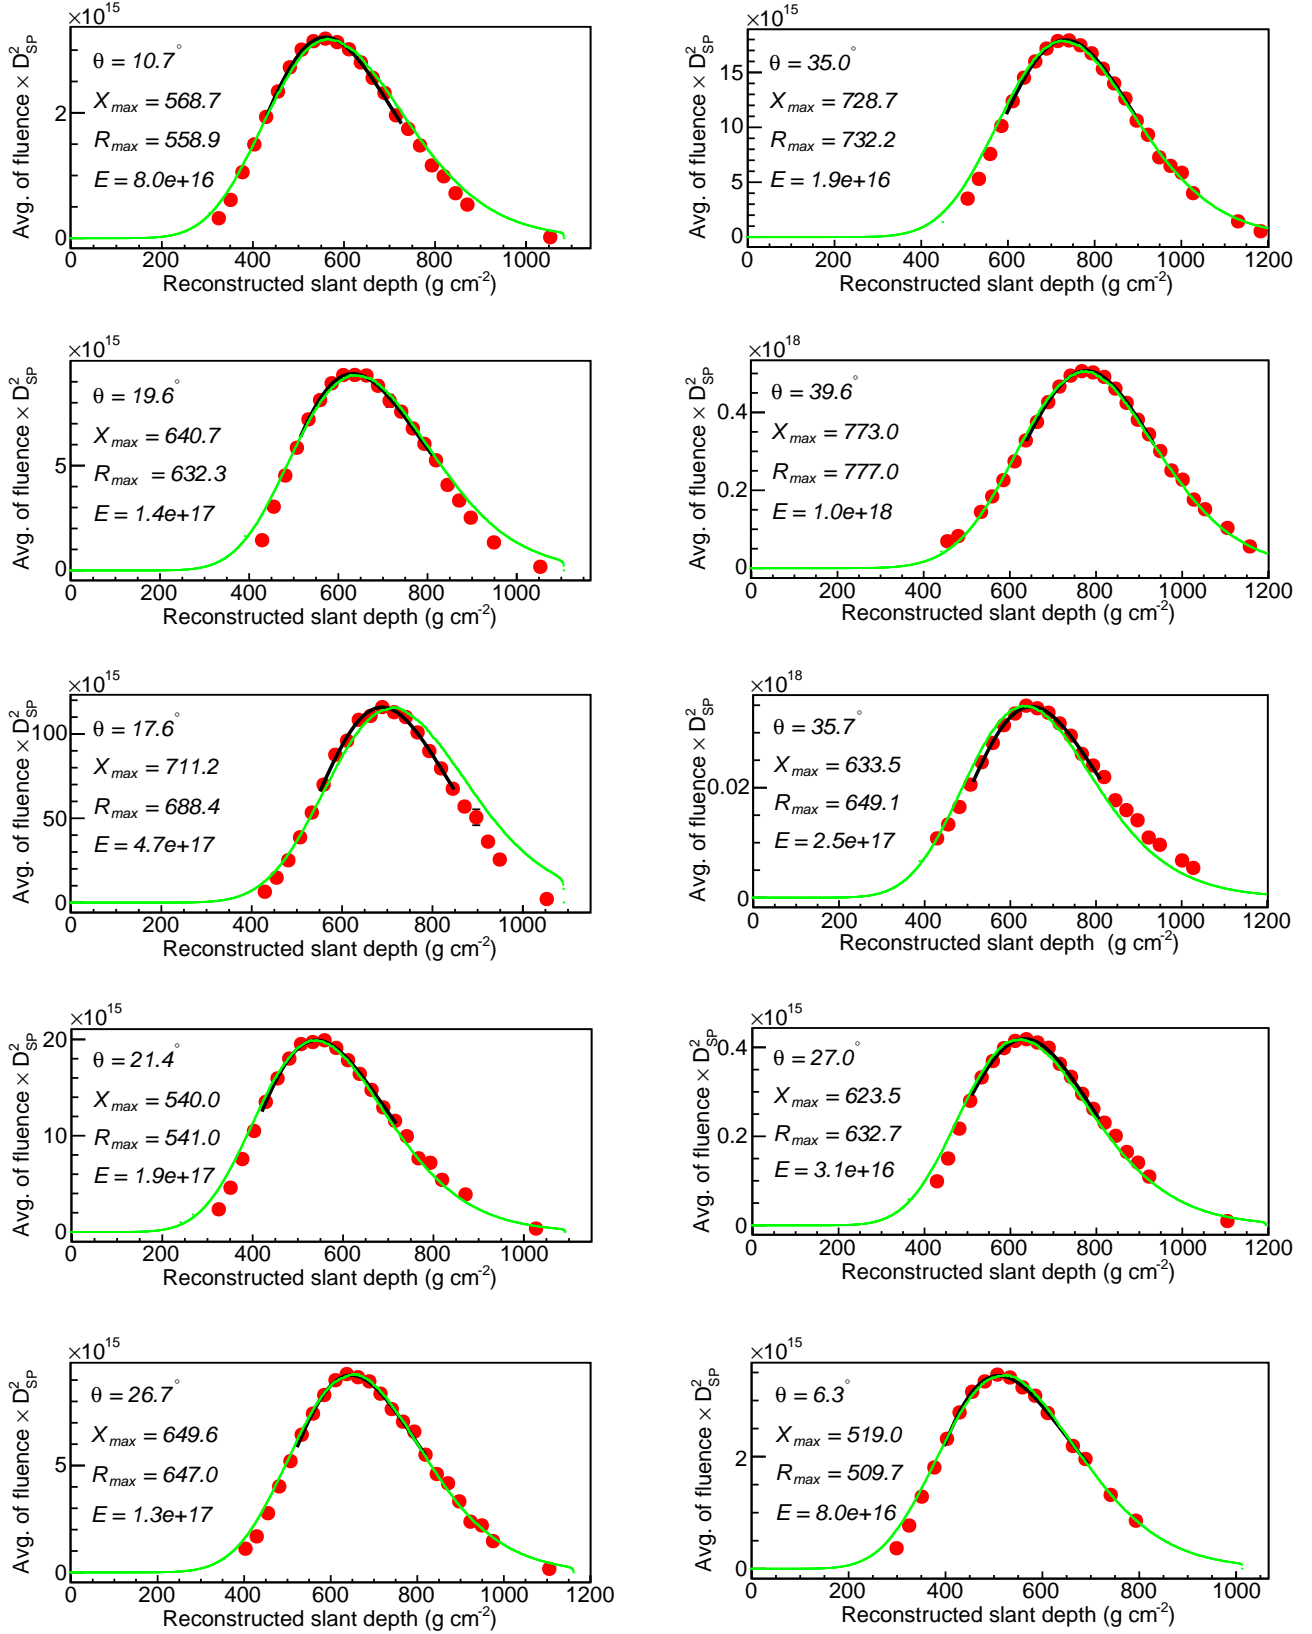 ×10^15
Avg. of fluence × D²_SP
θ = 10.7°
X_max = 568.7
R_max = 558.9
E = 8.0e+16
2
0
0 200 400 600 800 1000
Reconstructed slant depth (g cm^-2)
×10^15
Avg. of fluence × D²_SP
θ = 35.0°
X_max = 728.7
R_max = 732.2
E = 1.9e+16
15
10
5
0
0 200 400 600 800 1000 1200
Reconstructed slant depth (g cm^-2)
×10^15
Avg. of fluence × D²_SP
θ = 19.6°
X_max = 640.7
R_max = 632.3
E = 1.4e+17
5
0
0 200 400 600 800 1000
Reconstructed slant depth (g cm^-2)
×10^18
Avg. of fluence × D²_SP
θ = 39.6°
X_max = 773.0
R_max = 777.0
E = 1.0e+18
0.4
0.2
0
0 200 400 600 800 1000 1200
Reconstructed slant depth (g cm^-2)
×10^15
Avg. of fluence × D²_SP
θ = 17.6°
X_max = 711.2
R_max = 688.4
E = 4.7e+17
100
50
0
0 200 400 600 800 1000
Reconstructed slant depth (g cm^-2)
×10^18
Avg. of fluence × D²_SP
θ = 35.7°
X_max = 633.5
R_max = 649.1
E = 2.5e+17
0.02
0
0 200 400 600 800 1000 1200
Reconstructed slant depth (g cm^-2)
×10^15
Avg. of fluence × D²_SP
θ = 21.4°
X_max = 540.0
R_max = 541.0
E = 1.9e+17
20
10
0
0 200 400 600 800 1000
Reconstructed slant depth (g cm^-2)
×10^15
Avg. of fluence × D²_SP
θ = 27.0°
X_max = 623.5
R_max = 632.7
E = 3.1e+16
0.4
0.2
0
0 200 400 600 800 1000 1200
Reconstructed slant depth (g cm^-2)
×10^15
Avg. of fluence × D²_SP
θ = 26.7°
X_max = 649.6
R_max = 647.0
E = 1.3e+17
5
0
0 200 400 600 800 1000 1200
Reconstructed slant depth (g cm^-2)
×10^15
Avg. of fluence × D²_SP
θ = 6.3°
X_max = 519.0
R_max = 509.7
E = 8.0e+16
2
0
0 200 400 600 800 1000
Reconstructed slant depth (g cm^-2)